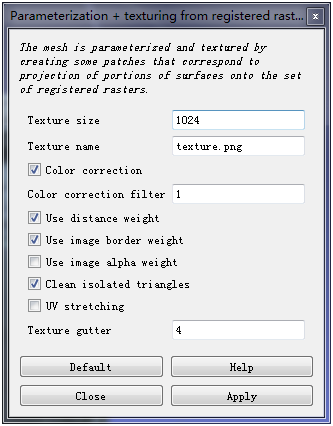 Parameterization + texturing from registered rast...
x
The mesh is parameterized and textured by
creating some patches that correspond to
projection of portions of surfaces onto the set
of registered rasters.
Texture size 1024
Texture name texture.png
Color correction
Color correction filter 1
Use distance weight
Use image border weight
Use image alpha weight
Clean isolated triangles
UV stretching
Texture gutter 4
Default Help
Close Apply